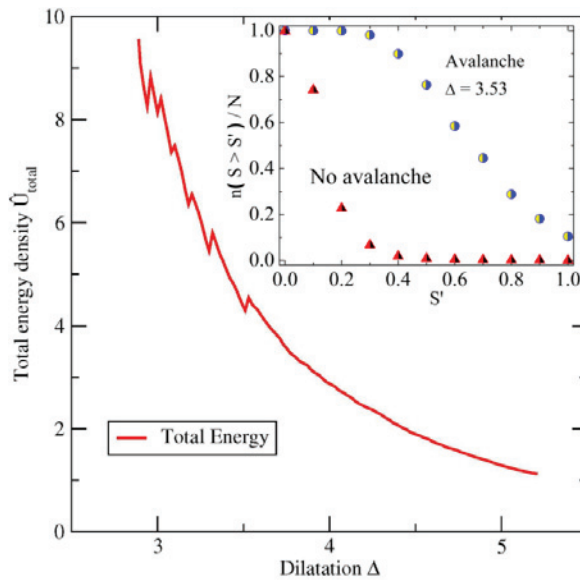 10
8
6
4
2
0
3
4
5
Total energy density Û_total
Dilatation Δ
Total Energy
1.0
0.8
0.6
0.4
0.2
0.0
0.0 0.2 0.4 0.6 0.8 1.0
n( S > S' ) / N
S'
Avalanche
Δ = 3.53
No avalanche